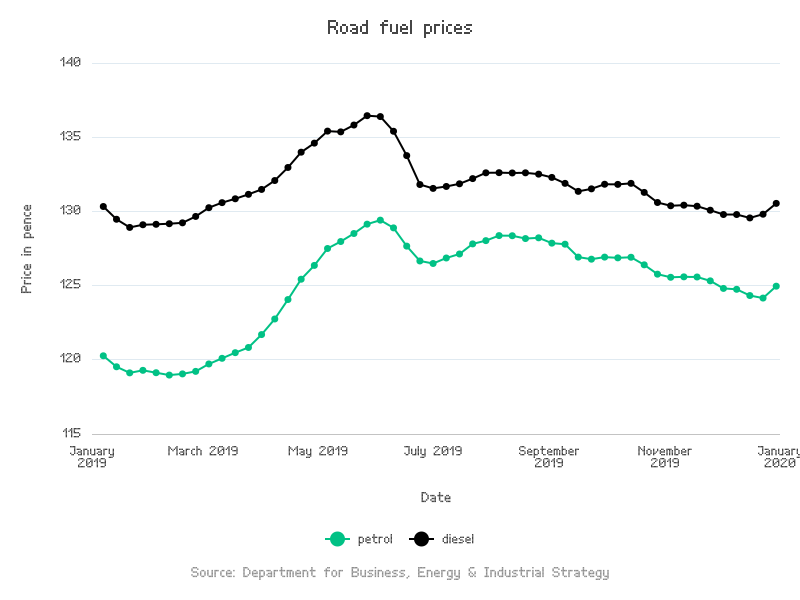 Road fuel prices
140
135
130
125
120
115
Price in pence
January
2019
March 2019
May 2019
July 2019
September
2019
November
2019
January
2020
Date
petrol
diesel
Source: Department for Business, Energy & Industrial Strategy